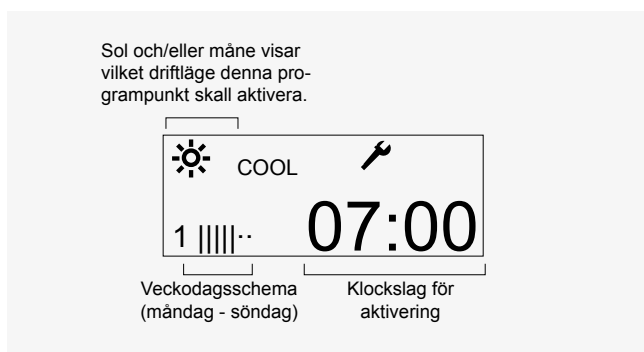 Sol och/eller måne visar
vilket driftläge denna pro-
grampunkt skall aktivera.
COOL
1 |||||··
07:00
Veckodagsschema
(måndag - söndag)
Klockslag för
aktivering